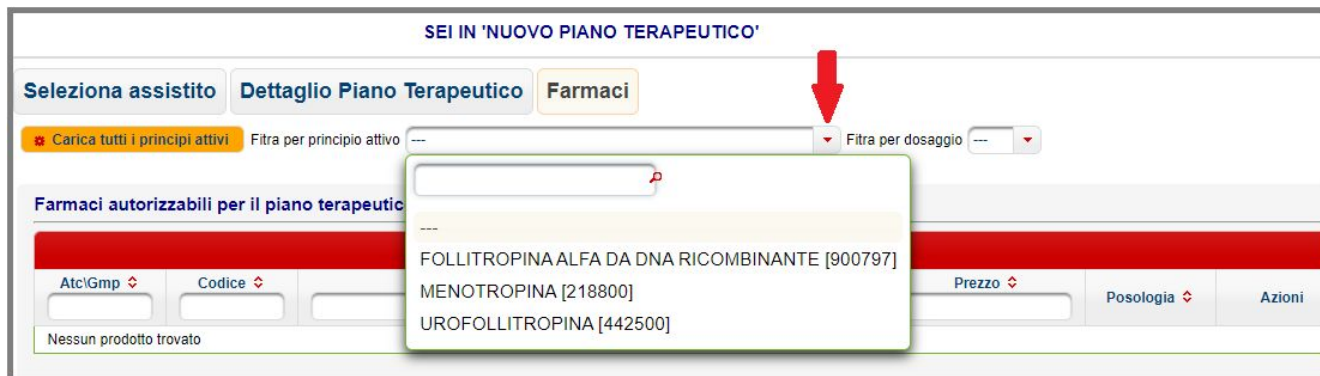 SEI IN 'NUOVO PIANO TERAPEUTICO'
Seleziona assistito Dettaglio Piano Terapeutico Farmaci
Carica tutti i principi attivi Fitra per principio attivo --- Fitra per dosaggio ---
Farmaci autorizzabili per il piano terapeutic
---
FOLLITROPINA ALFA DA DNA RICOMBINANTE [900797]
MENOTROPINA [218800]
UROFOLLITROPINA [442500]
Atc\Gmp Codice Prezzo Posologia Azioni
Nessun prodotto trovato